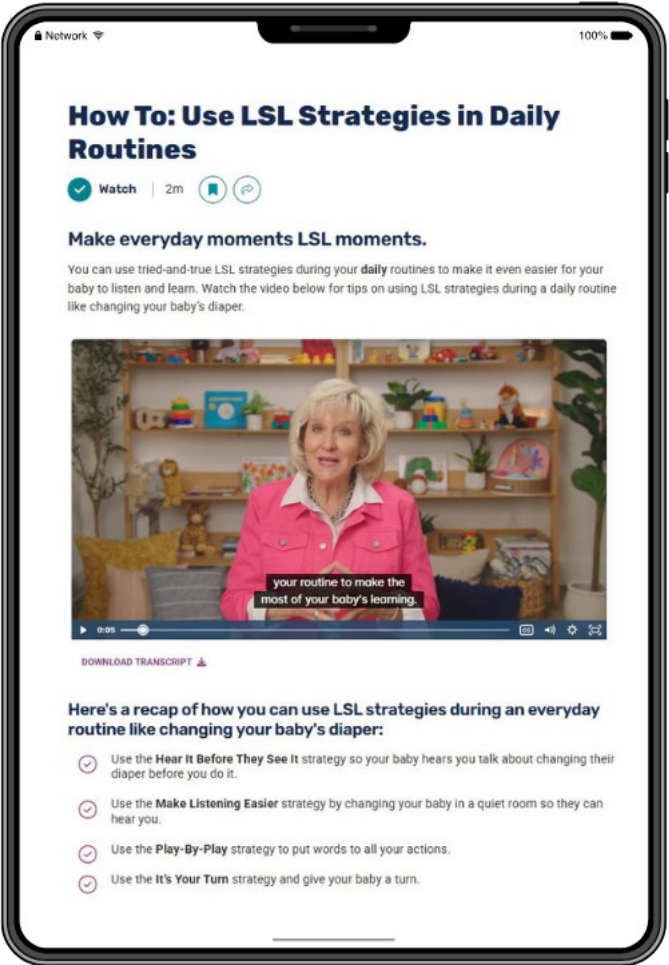 Network
100%
How To: Use LSL Strategies in Daily
Routines
Watch | 2m
Make everyday moments LSL moments.
You can use tried-and-true LSL strategies during your daily routines to make it even easier for your
baby to listen and learn. Watch the video below for tips on using LSL strategies during a daily routine
like changing your baby's diaper.
your routine to make the
most of your baby's learning.
0:05
CC
DOWNLOAD TRANSCRIPT
Here's a recap of how you can use LSL strategies during an everyday
routine like changing your baby's diaper:
Use the Hear It Before They See It strategy so your baby hears you talk about changing their
diaper before you do it.
Use the Make Listening Easier strategy by changing your baby in a quiet room so they can
hear you.
Use the Play-By-Play strategy to put words to all your actions.
Use the It's Your Turn strategy and give your baby a turn.